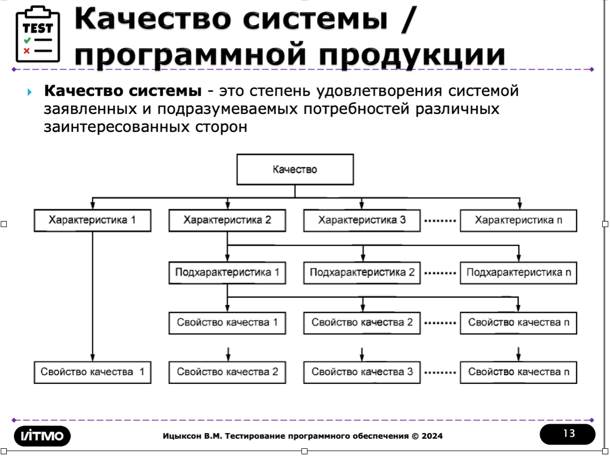 TEST
Качество системы /
программной продукции
Качество системы - это степень удовлетворения системой
заявленных и подразумеваемых потребностей различных
заинтересованных сторон
Качество
Характеристика 1
Характеристика 2
Характеристика 3
Характеристика n
Подхарактеристика 1
Подхарактеристика 2
Подхарактеристика n
Свойство качества 1
Свойство качества 2
Свойство качества n
Свойство качества 1
Свойство качества 2
Свойство качества 3
Свойство качества n
ИТМО
Ицыксон В.М. Тестирование программного обеспечения © 2024
13